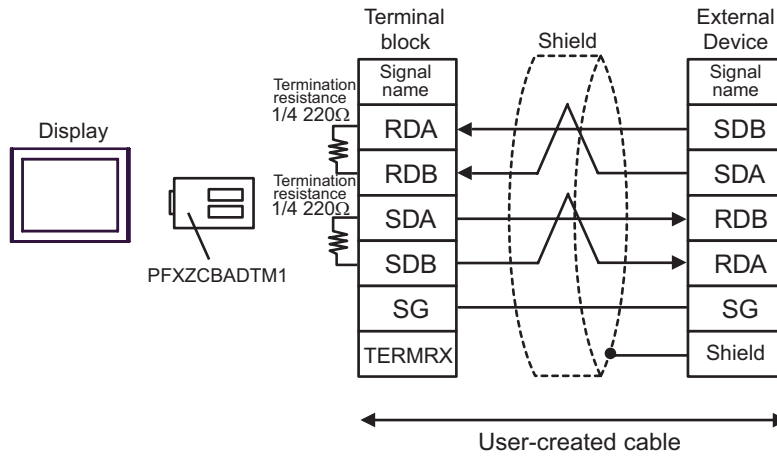 Terminal
block
Shield
External
Device
Signal
name
Signal
name
Termination
resistance
1/4 220Ω
RDA
SDB
Display
RDB
SDA
Termination
resistance
1/4 220Ω
SDA
RDB
PFXZCBADTM1
SDB
RDA
SG
SG
TERMRX
Shield
User-created cable